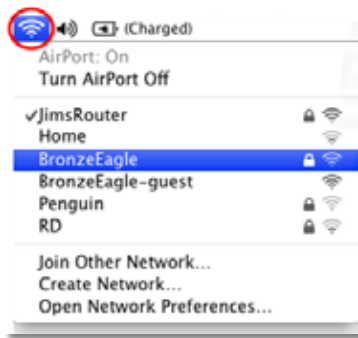 (Charged)
AirPort: On
Turn AirPort Off
✓JimsRouter
Home
BronzeEagle
BronzeEagle-guest
Penguin
RD
Join Other Network...
Create Network...
Open Network Preferences...